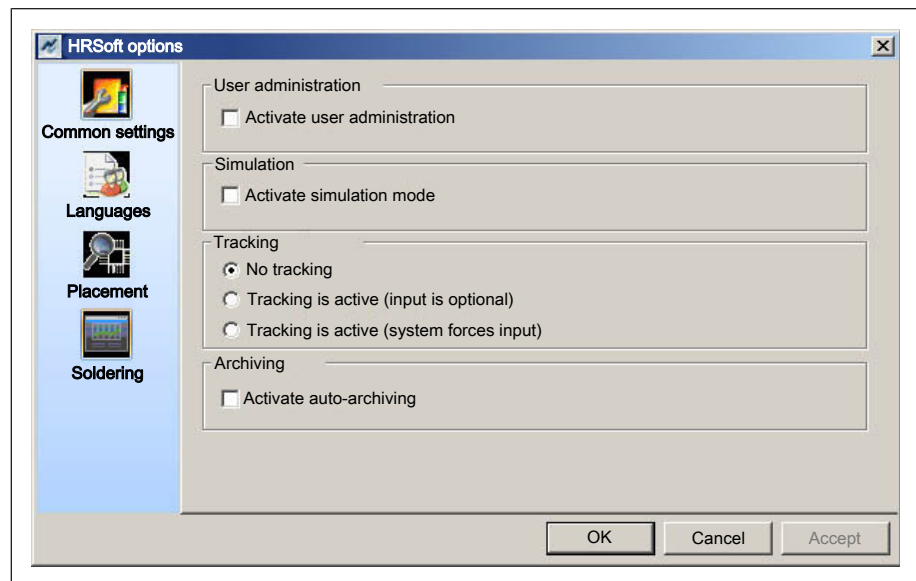 HRSoft options
Common settings
Languages
Placement
Soldering
User administration
Activate user administration
Simulation
Activate simulation mode
Tracking
No tracking
Tracking is active (input is optional)
Tracking is active (system forces input)
Archiving
Activate auto-archiving
OK
Cancel
Accept